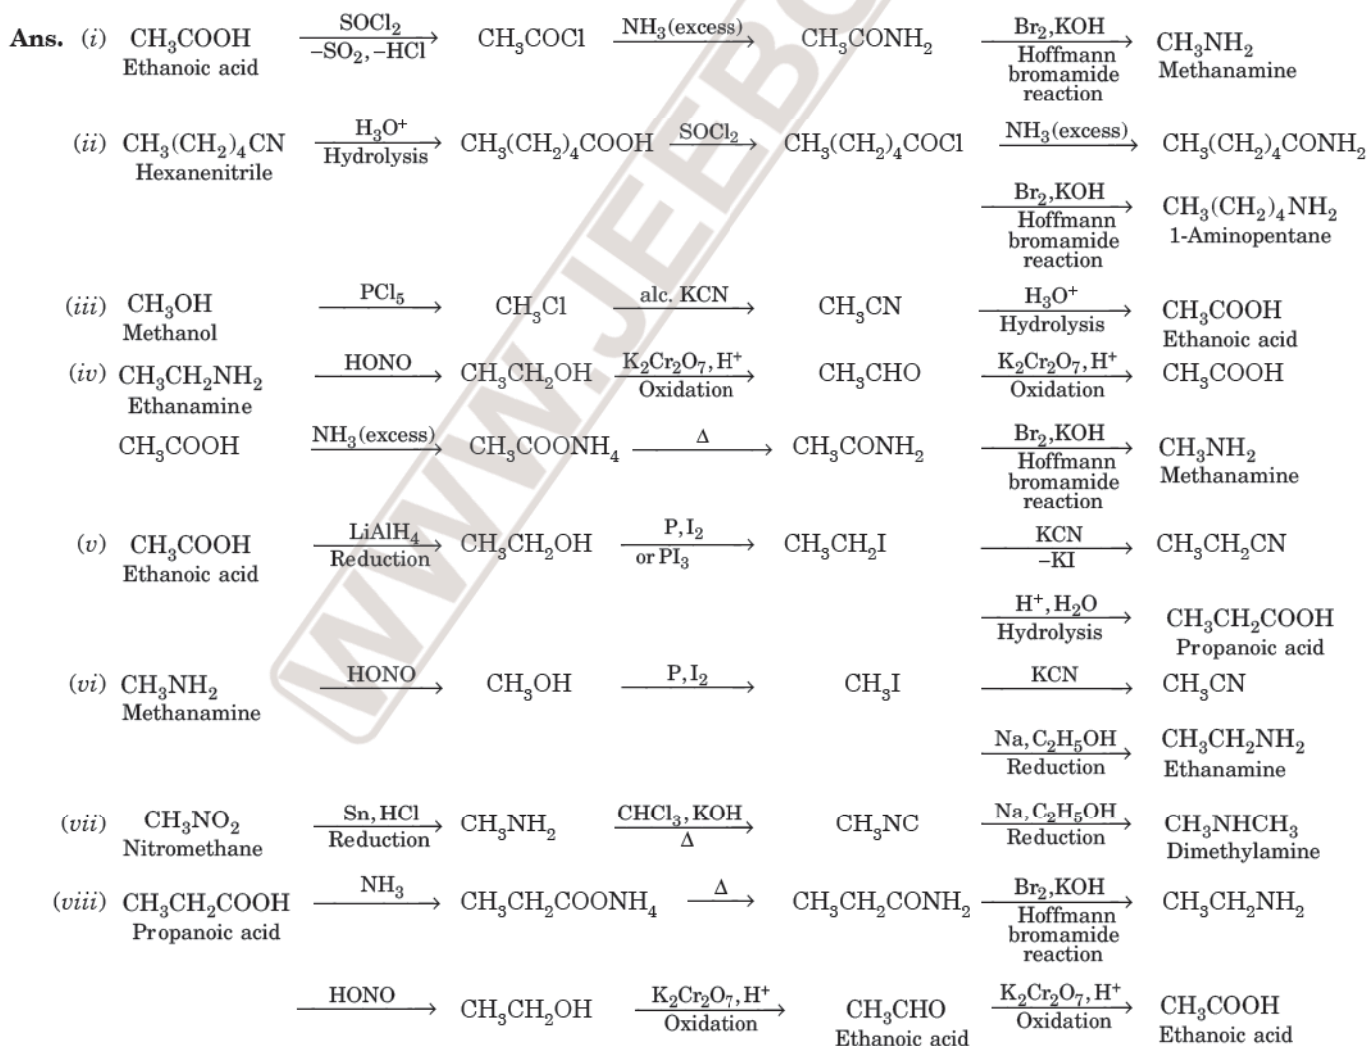 Ans. (i) CH₃COOH —SOCl₂ / –SO₂, –HCl→ CH₃COCl —NH₃(excess)→ CH₃CONH₂ —Br₂,KOH / Hoffmann bromamide reaction→ CH₃NH₂
Ethanoic acid Methanamine
(ii) CH₃(CH₂)₄CN —H₃O⁺ / Hydrolysis→ CH₃(CH₂)₄COOH —SOCl₂→ CH₃(CH₂)₄COCl —NH₃(excess)→ CH₃(CH₂)₄CONH₂
Hexanenitrile
—Br₂,KOH / Hoffmann bromamide reaction→ CH₃(CH₂)₄NH₂
1-Aminopentane
(iii) CH₃OH —PCl₅→ CH₃Cl —alc. KCN→ CH₃CN —H₃O⁺ / Hydrolysis→ CH₃COOH
Methanol Ethanoic acid
(iv) CH₃CH₂NH₂ —HONO→ CH₃CH₂OH —K₂Cr₂O₇, H⁺ / Oxidation→ CH₃CHO —K₂Cr₂O₇, H⁺ / Oxidation→ CH₃COOH
Ethanamine
CH₃COOH —NH₃(excess)→ CH₃COONH₄ —Δ→ CH₃CONH₂ —Br₂,KOH / Hoffmann bromamide reaction→ CH₃NH₂
Methanamine
(v) CH₃COOH —LiAlH₄ / Reduction→ CH₃CH₂OH —P, I₂ / or PI₃→ CH₃CH₂I —KCN / –KI→ CH₃CH₂CN
Ethanoic acid
—H⁺, H₂O / Hydrolysis→ CH₃CH₂COOH
Propanoic acid
(vi) CH₃NH₂ —HONO→ CH₃OH —P, I₂→ CH₃I —KCN→ CH₃CN
Methanamine
—Na, C₂H₅OH / Reduction→ CH₃CH₂NH₂
Ethanamine
(vii) CH₃NO₂ —Sn, HCl / Reduction→ CH₃NH₂ —CHCl₃, KOH / Δ→ CH₃NC —Na, C₂H₅OH / Reduction→ CH₃NHCH₃
Nitromethane Dimethylamine
(viii) CH₃CH₂COOH —NH₃→ CH₃CH₂COONH₄ —Δ→ CH₃CH₂CONH₂ —Br₂,KOH / Hoffmann bromamide reaction→ CH₃CH₂NH₂
Propanoic acid
—HONO→ CH₃CH₂OH —K₂Cr₂O₇, H⁺ / Oxidation→ CH₃CHO —K₂Cr₂O₇, H⁺ / Oxidation→ CH₃COOH
Ethanoic acid Ethanoic acid
WWW.JEEB